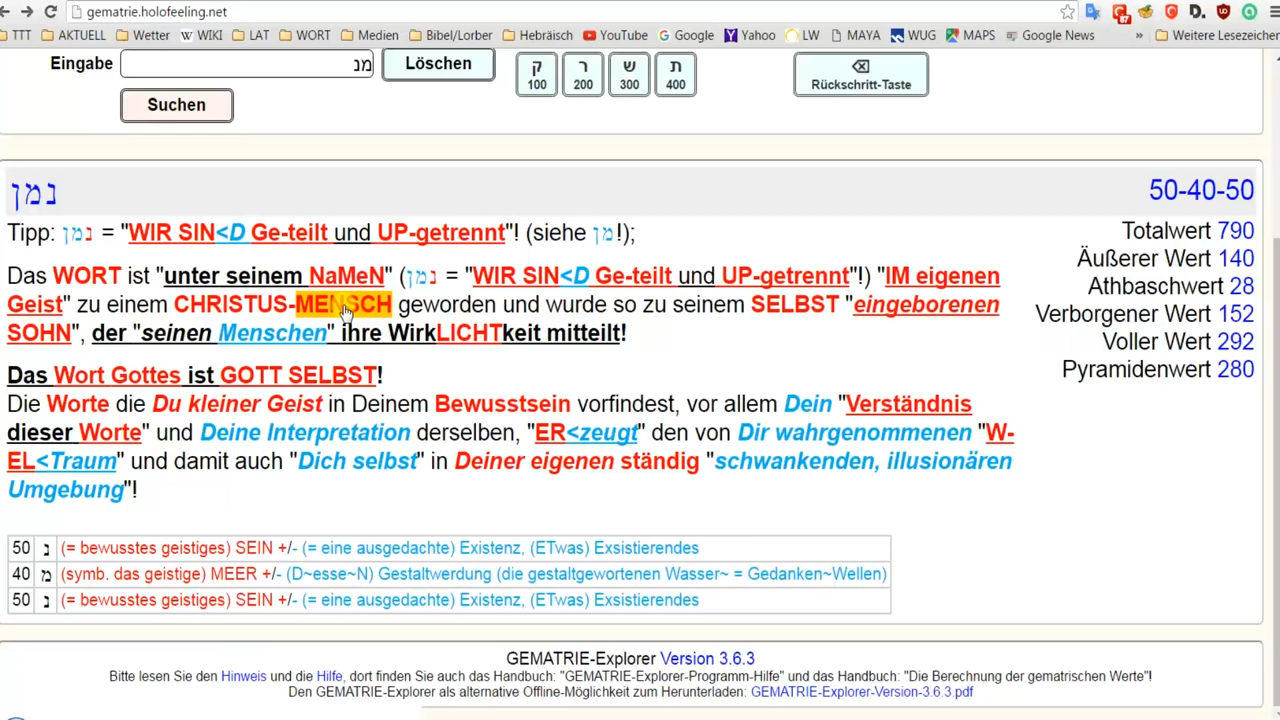 gematrie.holofeeling.net
87
TTT AKTUELL Wetter WIKI LAT WORT Medien Bibel/Lorber Hebräisch YouTube Google Yahoo LW MAYA WUG MAPS Google News » Weitere Lesezeichen
Eingabe מנ Löschen ק ר ש ת
100 200 300 400 Rückschritt-Taste
Suchen
נמן 50-40-50
Tipp: נמן = "WIR SIN<D Ge-teilt und UP-getrennt"! (siehe מן!);
Totalwert 790
Äußerer Wert 140
Athbaschwert 28
Verborgener Wert 152
Voller Wert 292
Pyramidenwert 280
Das WORT ist "unter seinem NaMeN" (נמן = "WIR SIN<D Ge-teilt und UP-getrennt"!) "IM eigenen
Geist" zu einem CHRISTUS-MENSCH geworden und wurde so zu seinem SELBST "eingeborenen
SOHN", der "seinen Menschen" ihre WirkLICHTkeit mitteilt!
Das Wort Gottes ist GOTT SELBST!
Die Worte die Du kleiner Geist in Deinem Bewusstsein vorfindest, vor allem Dein "Verständnis
dieser Worte" und Deine Interpretation derselben, "ER<zeugt" den von Dir wahrgenommenen "W-
EL<Traum" und damit auch "Dich selbst" in Deiner eigenen ständig "schwankenden, illusionären
Umgebung"!
50 נ (= bewusstes geistiges) SEIN +/- (= eine ausgedachte) Existenz, (ETwas) Exsistierendes
40 מ (symb. das geistige) MEER +/- (D~esse~N) Gestaltwerdung (die gestaltgewortenen Wasser~ = Gedanken~Wellen)
50 נ (= bewusstes geistiges) SEIN +/- (= eine ausgedachte) Existenz, (ETwas) Exsistierendes
GEMATRIE-Explorer Version 3.6.3
Bitte lesen Sie den Hinweis und die Hilfe, dort finden Sie auch das Handbuch: "GEMATRIE-Explorer-Programm-Hilfe" und das Handbuch: "Die Berechnung der gematrischen Werte"!
Den GEMATRIE-Explorer als alternative Offline-Möglichkeit zum Herunterladen: GEMATRIE-Explorer-Version-3.6.3.pdf